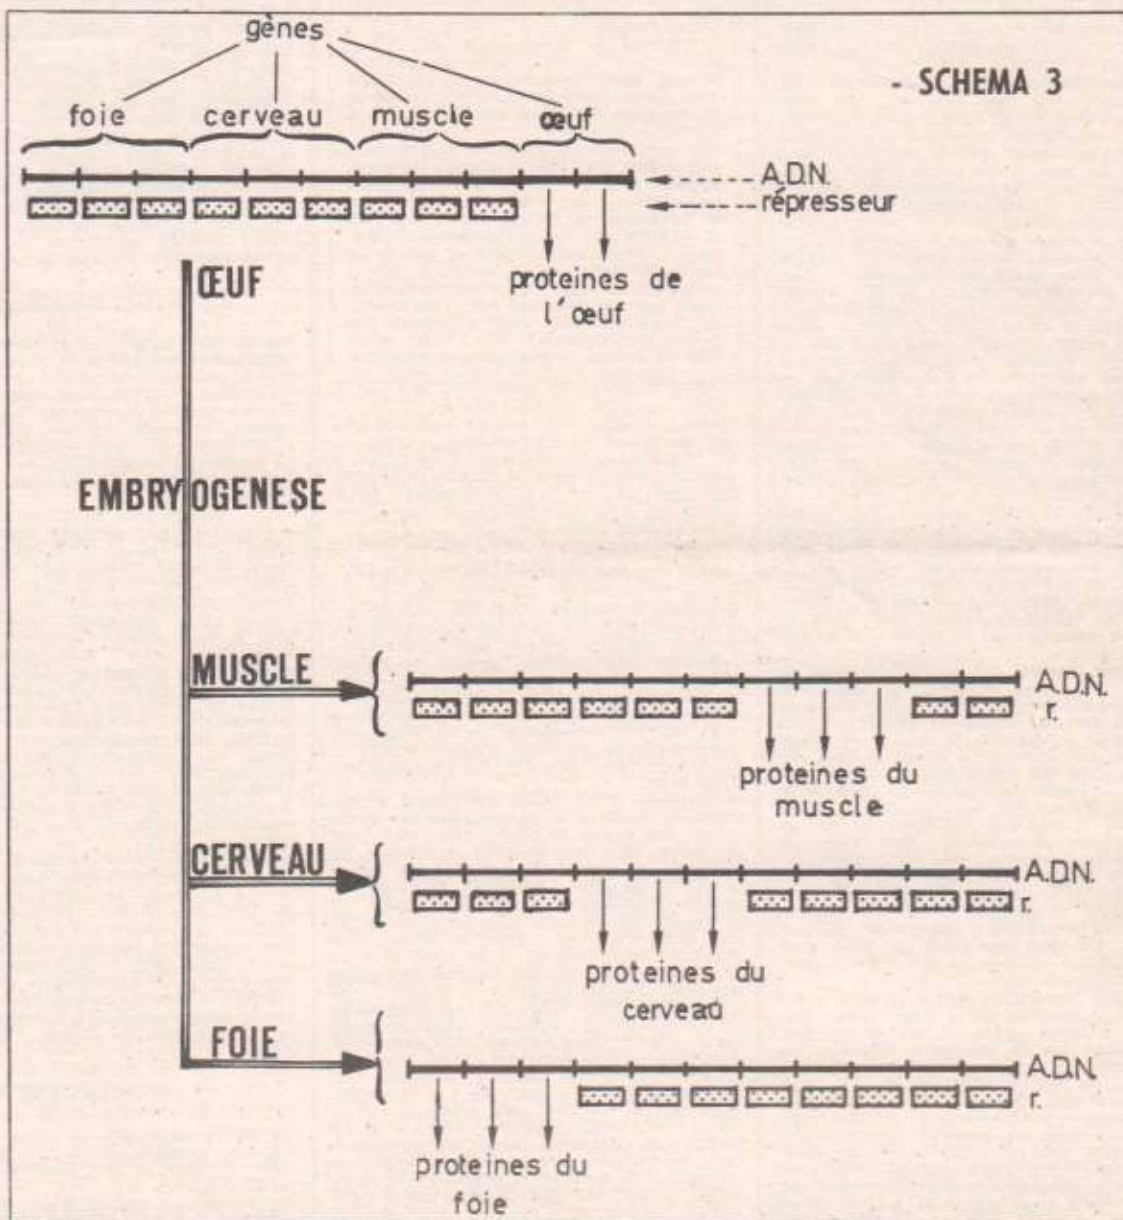 gènes
- SCHEMA 3
foie cerveau muscle œuf
A.D.N.
répresseur
ŒUF
proteines de
l'œuf
EMBRYOGENESE
MUSCLE
A.D.N.
r.
proteines du
muscle
CERVEAU
A.D.N.
r.
proteines du
cerveau
FOIE
A.D.N.
r.
proteines du
foie